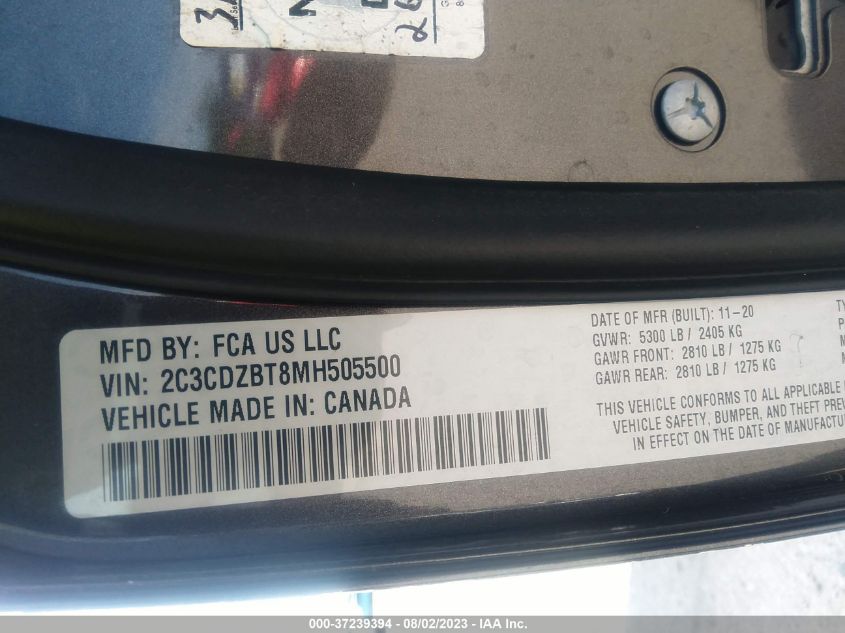 3
N
2
MFD BY: FCA US LLC
VIN: 2C3CDZBT8MH505500
VEHICLE MADE IN: CANADA
DATE OF MFR (BUILT): 11-20
GVWR: 5300 LB / 2405 KG
GAWR FRONT: 2810 LB / 1275 KG
GAWR REAR: 2810 LB / 1275 KG
THIS VEHICLE CONFORMS TO ALL APPLICABLE
VEHICLE SAFETY, BUMPER, AND THEFT PREV
IN EFFECT ON THE DATE OF MANUFACTUR
000-37239394 - 08/02/2023 - IAA Inc.